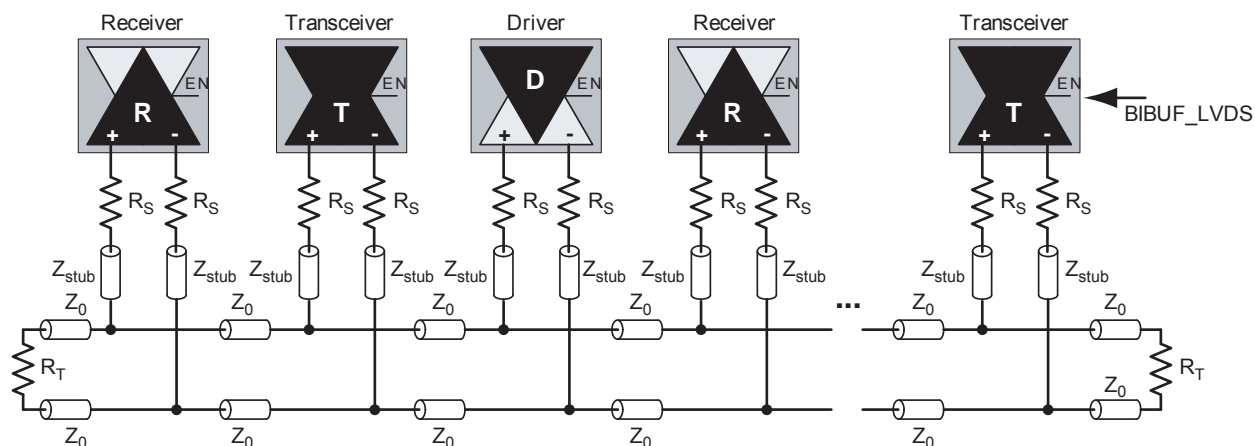 Receiver Transceiver Driver Receiver Transceiver
EN EN D EN EN EN
R T R T BIBUF_LVDS
+ - + - + - + - + -
RS RS RS RS RS RS RS RS RS RS
Zstub Zstub Zstub Zstub Zstub Zstub Zstub Zstub Zstub Zstub
Z0 Z0 Z0 Z0 ... Z0 Z0
RT RT
Z0
Z0 Z0 Z0 Z0 Z0